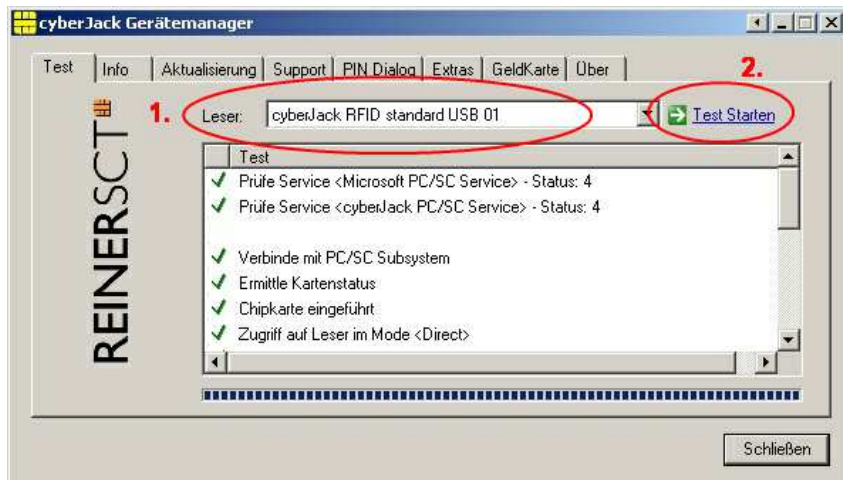 cyberJack Gerätemanager
Test Info Aktualisierung Support PIN Dialog Extras GeldKarte Über
2.
1. Leser: cyberJack RFID standard USB 01 Test Starten
REINERSCT
Test
Prüfe Service <Microsoft PC/SC Service> - Status: 4
Prüfe Service <cyberJack PC/SC Service> - Status: 4
Verbinde mit PC/SC Subsystem
Ermittle Kartenstatus
Chipkarte eingeführt
Zugriff auf Leser im Mode <Direct>
Schließen